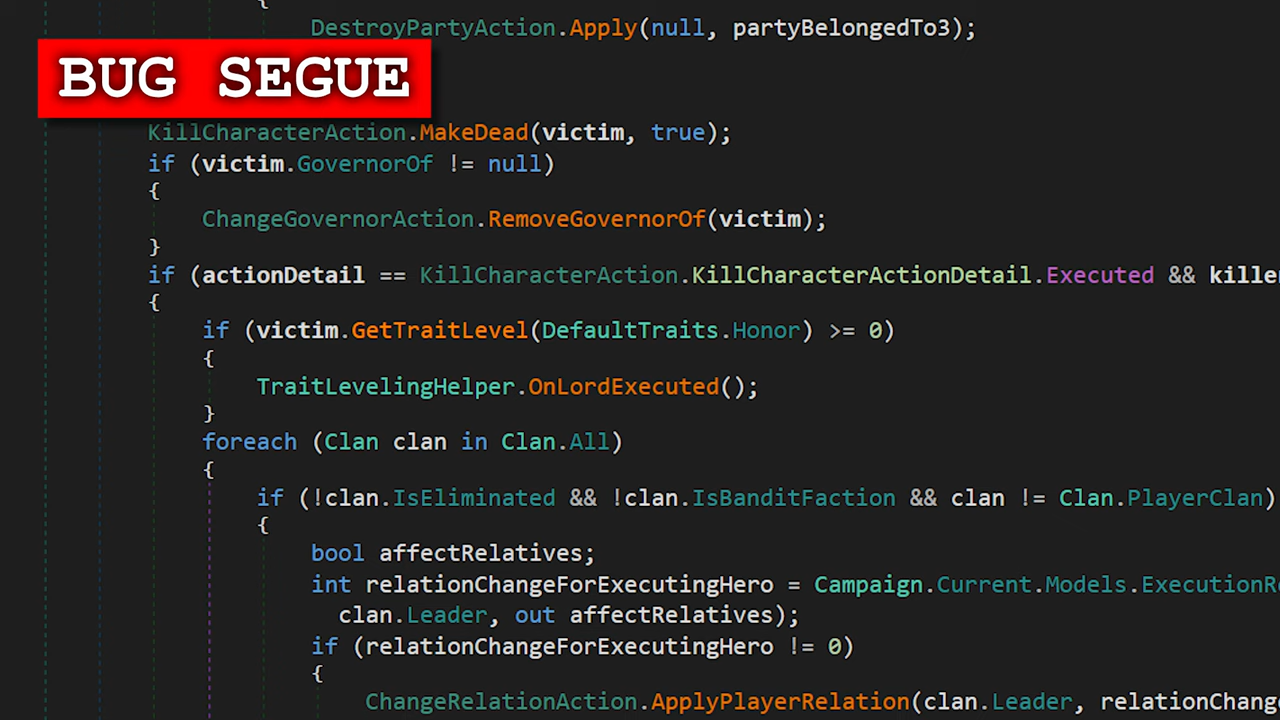 {
DestroyPartyAction.Apply(null, partyBelongedTo3);
BUG SEGUE
KillCharacterAction.MakeDead(victim, true);
if (victim.GovernorOf != null)
{
ChangeGovernorAction.RemoveGovernorOf(victim);
}
if (actionDetail == KillCharacterAction.KillCharacterActionDetail.Executed && killer
{
if (victim.GetTraitLevel(DefaultTraits.Honor) >= 0)
{
TraitLevelingHelper.OnLordExecuted();
}
foreach (Clan clan in Clan.All)
{
if (!clan.IsEliminated && !clan.IsBanditFaction && clan != Clan.PlayerClan)
{
bool affectRelatives;
int relationChangeForExecutingHero = Campaign.Current.Models.ExecutionRe
clan.Leader, out affectRelatives);
if (relationChangeForExecutingHero != 0)
{
ChangeRelationAction.ApplyPlayerRelation(clan.Leader, relationChang